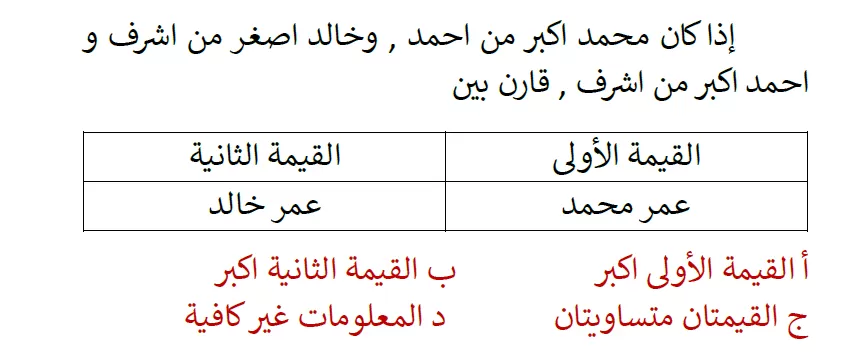 إذا كان محمد اكبر من احمد , وخالد اصغر من اشرف و
احمد اكبر من اشرف , قارن بين
القيمة الأولى القيمة الثانية
عمر محمد عمر خالد
أ القيمة الأولى اكبر ب القيمة الثانية اكبر
ج القيمتان متساويتان د المعلومات غير كافية